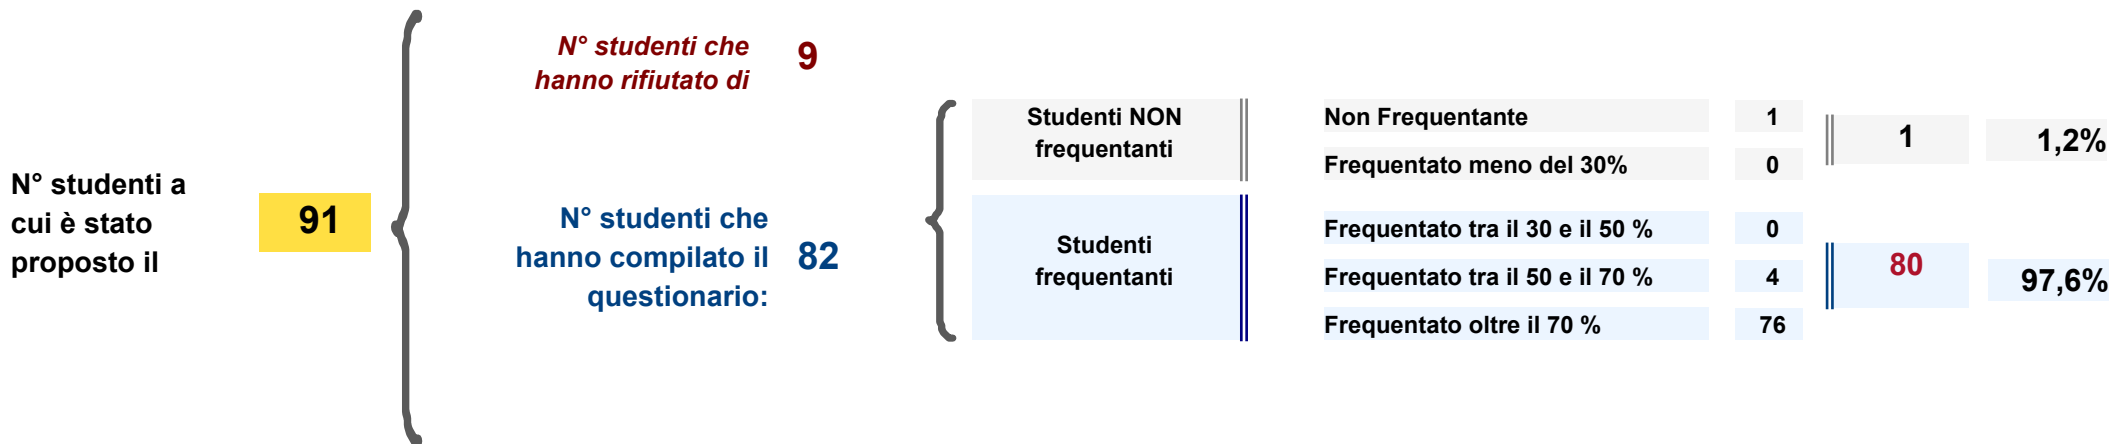 N° studenti a
cui è stato
proposto il
91
N° studenti che
hanno rifiutato di
9
N° studenti che
hanno compilato il
questionario:
82
Studenti NON
frequentanti
Non Frequentante 1
Frequentato meno del 30% 0
1 1,2%
Studenti
frequentanti
Frequentato tra il 30 e il 50 % 0
Frequentato tra il 50 e il 70 % 4
Frequentato oltre il 70 % 76
80 97,6%